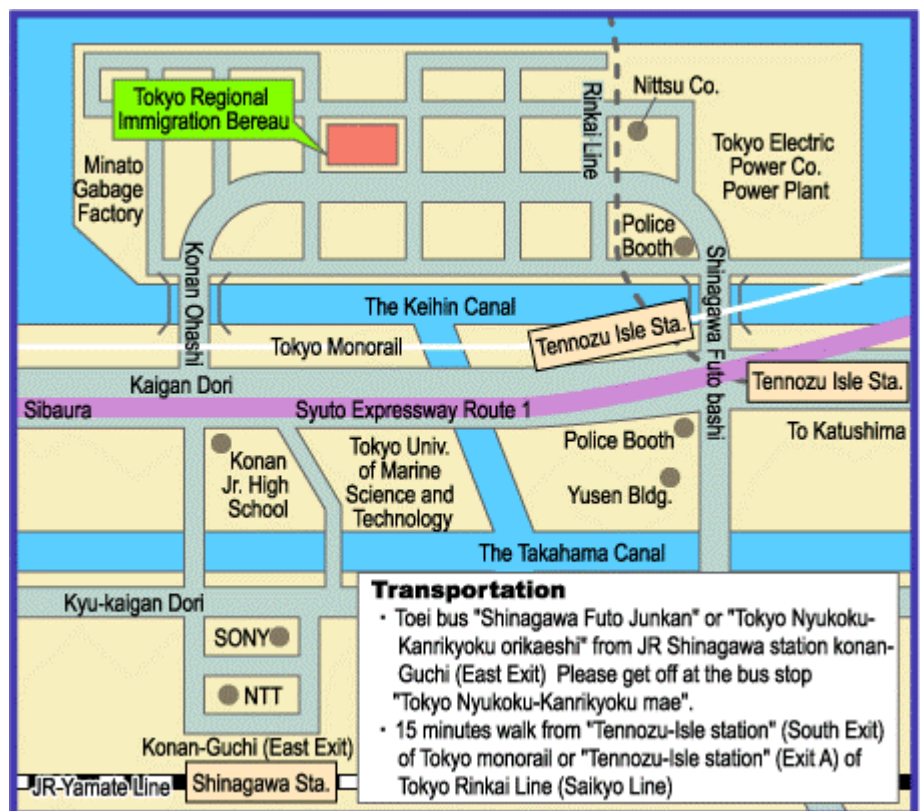 Tokyo Regional
Immigration Bereau
Rinkai Line
Nittsu Co.
Minato
Gabage
Factory
Tokyo Electric
Power Co.
Power Plant
Police
Booth
Konan Ohashi
Shinagawa Futo bashi
The Keihin Canal
Tokyo Monorail
Tennozu Isle Sta.
Kaigan Dori
Tennozu Isle Sta.
Sibaura
Syuto Expressway Route 1
To Katushima
Konan
Jr. High
School
Tokyo Univ.
of Marine
Science and
Technology
Police Booth
Yusen Bldg.
The Takahama Canal
Kyu-kaigan Dori
SONY
NTT
Konan-Guchi (East Exit)
JR-Yamate Line
Shinagawa Sta.
Transportation
・ Toei bus "Shinagawa Futo Junkan" or "Tokyo Nyukoku-
Kanrikyoku orikaeshi" from JR Shinagawa station konan-
Guchi (East Exit) Please get off at the bus stop
"Tokyo Nyukoku-Kanrikyoku mae".
・ 15 minutes walk from "Tennozu-Isle station" (South Exit)
of Tokyo monorail or "Tennozu-Isle station" (Exit A) of
Tokyo Rinkai Line (Saikyo Line)